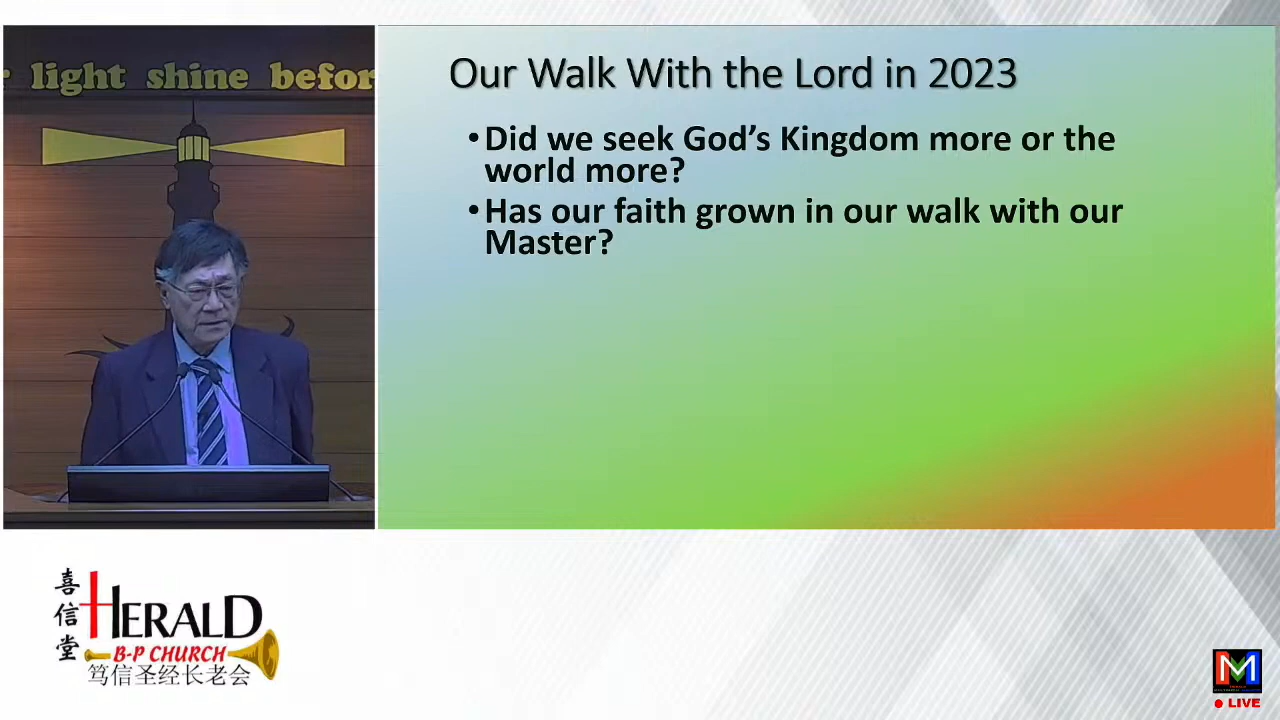 light shine befor
Our Walk With the Lord in 2023
•Did we seek God's Kingdom more or the
world more?
•Has our faith grown in our walk with our
Master?
喜信堂
HERALD
B-P CHURCH
笃信圣经长老会
LIVE